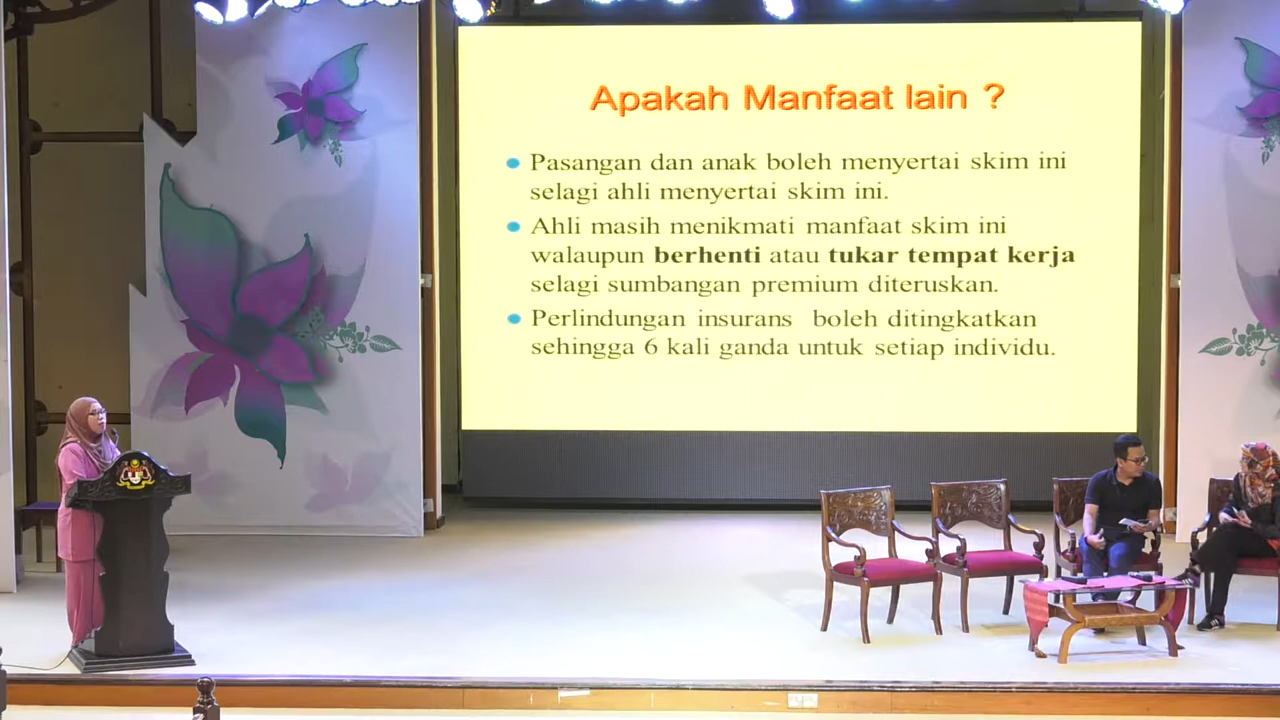 Apakah Manfaat lain ?
Pasangan dan anak boleh menyertai skim ini
selagi ahli menyertai skim ini.
Ahli masih menikmati manfaat skim ini
walaupun berhenti atau tukar tempat kerja
selagi sumbangan premium diteruskan.
Perlindungan insurans boleh ditingkatkan
sehingga 6 kali ganda untuk setiap individu.